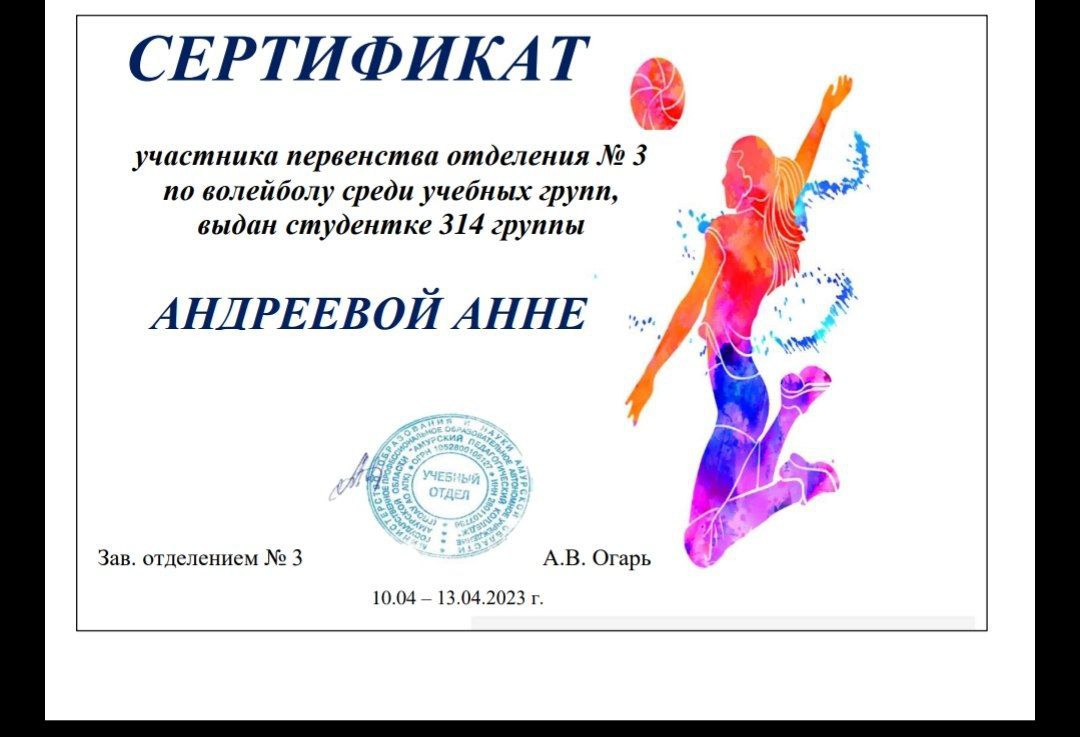 СЕРТИФИКАТ
участника первенства отделения № 3
по волейболу среди учебных групп,
выдан студентке 314 группы
АНДРЕЕВОЙ АННЕ
УЧЕБНЫЙ
ОТДЕЛ
Зав. отделением № 3
А.В. Огарь
10.04 – 13.04.2023 г.